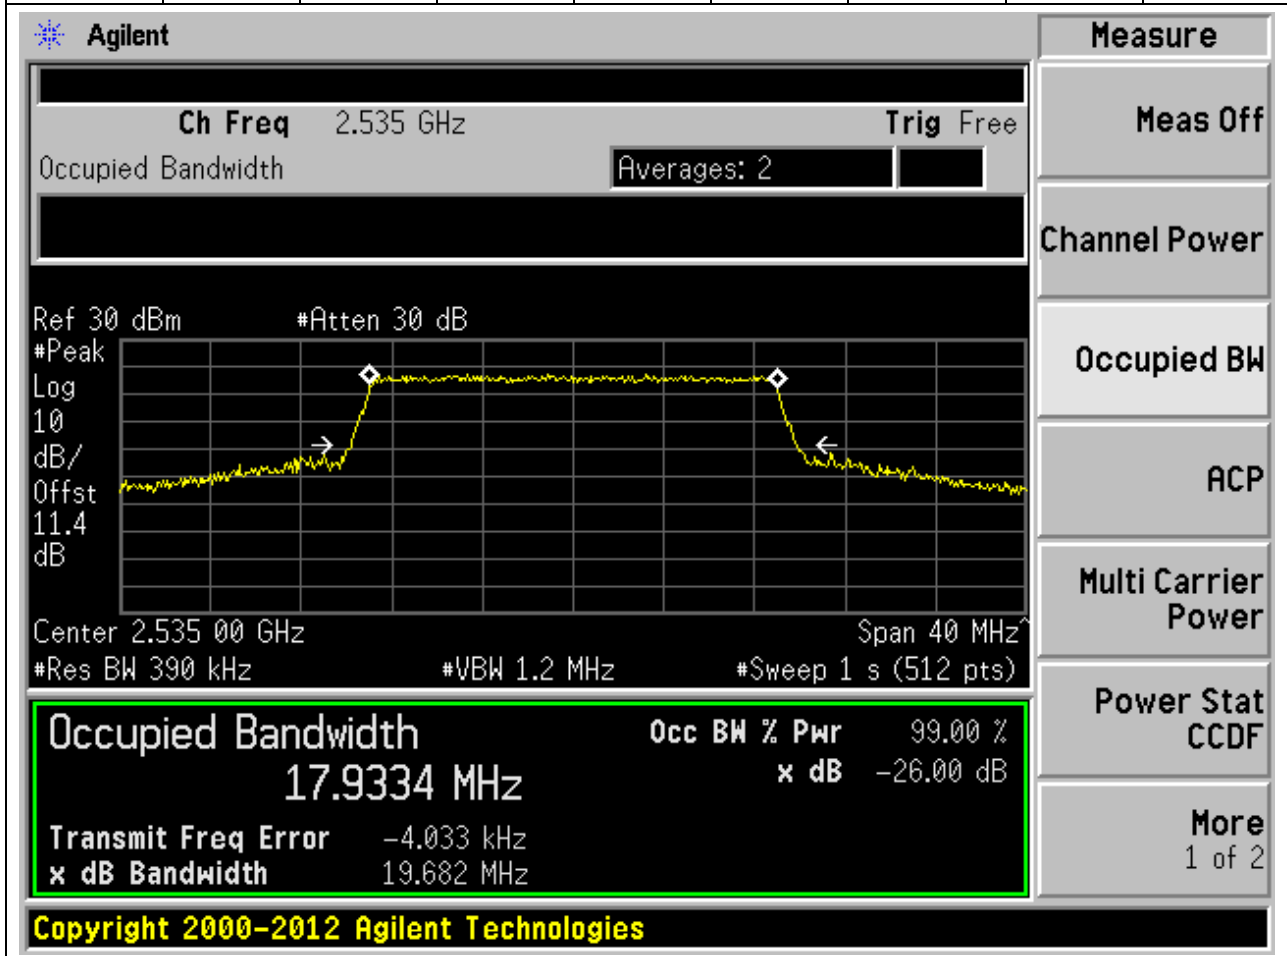 Agilent
Measure
Ch Freq 2.535 GHz Trig Free
Occupied Bandwidth Averages: 2
Meas Off
Channel Power
Occupied BW
ACP
Multi Carrier
Power
Power Stat
CCDF
More
1 of 2
Ref 30 dBm #Atten 30 dB
#Peak
Log
10
dB/
Offst
11.4
dB
Center 2.535 00 GHz Span 40 MHz^
#Res BW 390 kHz #VBW 1.2 MHz #Sweep 1 s (512 pts)
Occupied Bandwidth Occ BW % Pwr 99.00 %
17.9334 MHz x dB -26.00 dB
Transmit Freq Error -4.033 kHz
x dB Bandwidth 19.682 MHz
Copyright 2000-2012 Agilent Technologies